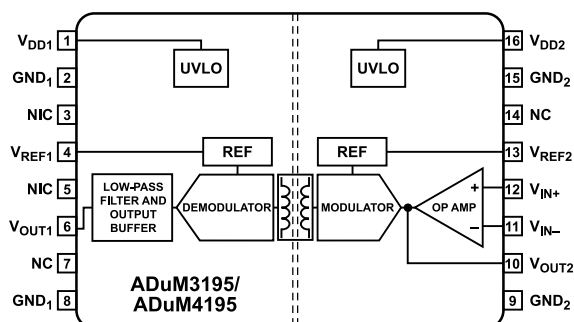 VDD1 1
GND1 2
NIC 3
VREF1 4
NIC 5
VOUT1 6
NC 7
GND1 8
UVLO
UVLO
REF
REF
LOW-PASS
FILTER AND
OUTPUT
BUFFER
DEMODULATOR
MODULATOR
OP AMP
+
−
ADuM3195/
ADuM4195
16 VDD2
15 GND2
14 NC
13 VREF2
12 VIN+
11 VIN–
10 VOUT2
9 GND2